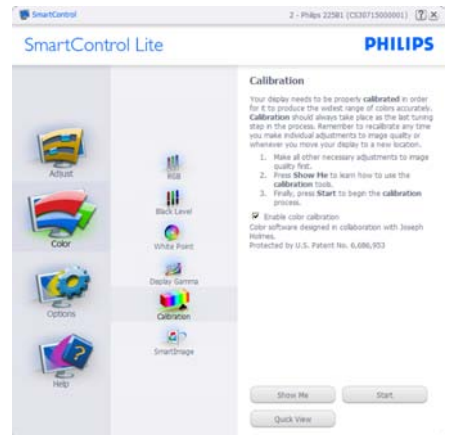 SmartControl
2 - Philips 225B1 (CS30715000001)
SmartControl Lite
PHILIPS
Adjust
Color
Options
Help
RGB
Black Level
White Point
Display Gamma
Calibration
SmartImage
Calibration
Your display needs to be properly calibrated in order
for it to produce the widest range of colors accurately.
Calibration should always take place as the last tuning
step in the process. Remember to recalibrate any time
you make individual adjustments to image quality or
whenever you move your display to a new location.
1. Make all other necessary adjustments to image
quality first.
2. Press Show Me to learn how to use the
calibration tools.
3. Finally, press Start to begin the calibration
process.
Enable color calibration
Color software designed in collaboration with Joseph
Holmes.
Protected by U.S. Patent No. 6,686,953
Show Me
Start
Quick View